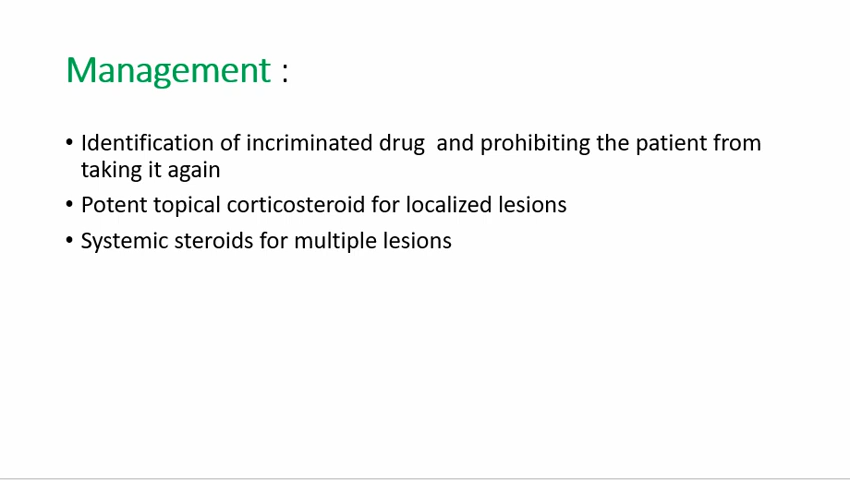 Management :
• Identification of incriminated drug  and prohibiting the patient from
taking it again
• Potent topical corticosteroid for localized lesions
• Systemic steroids for multiple lesions